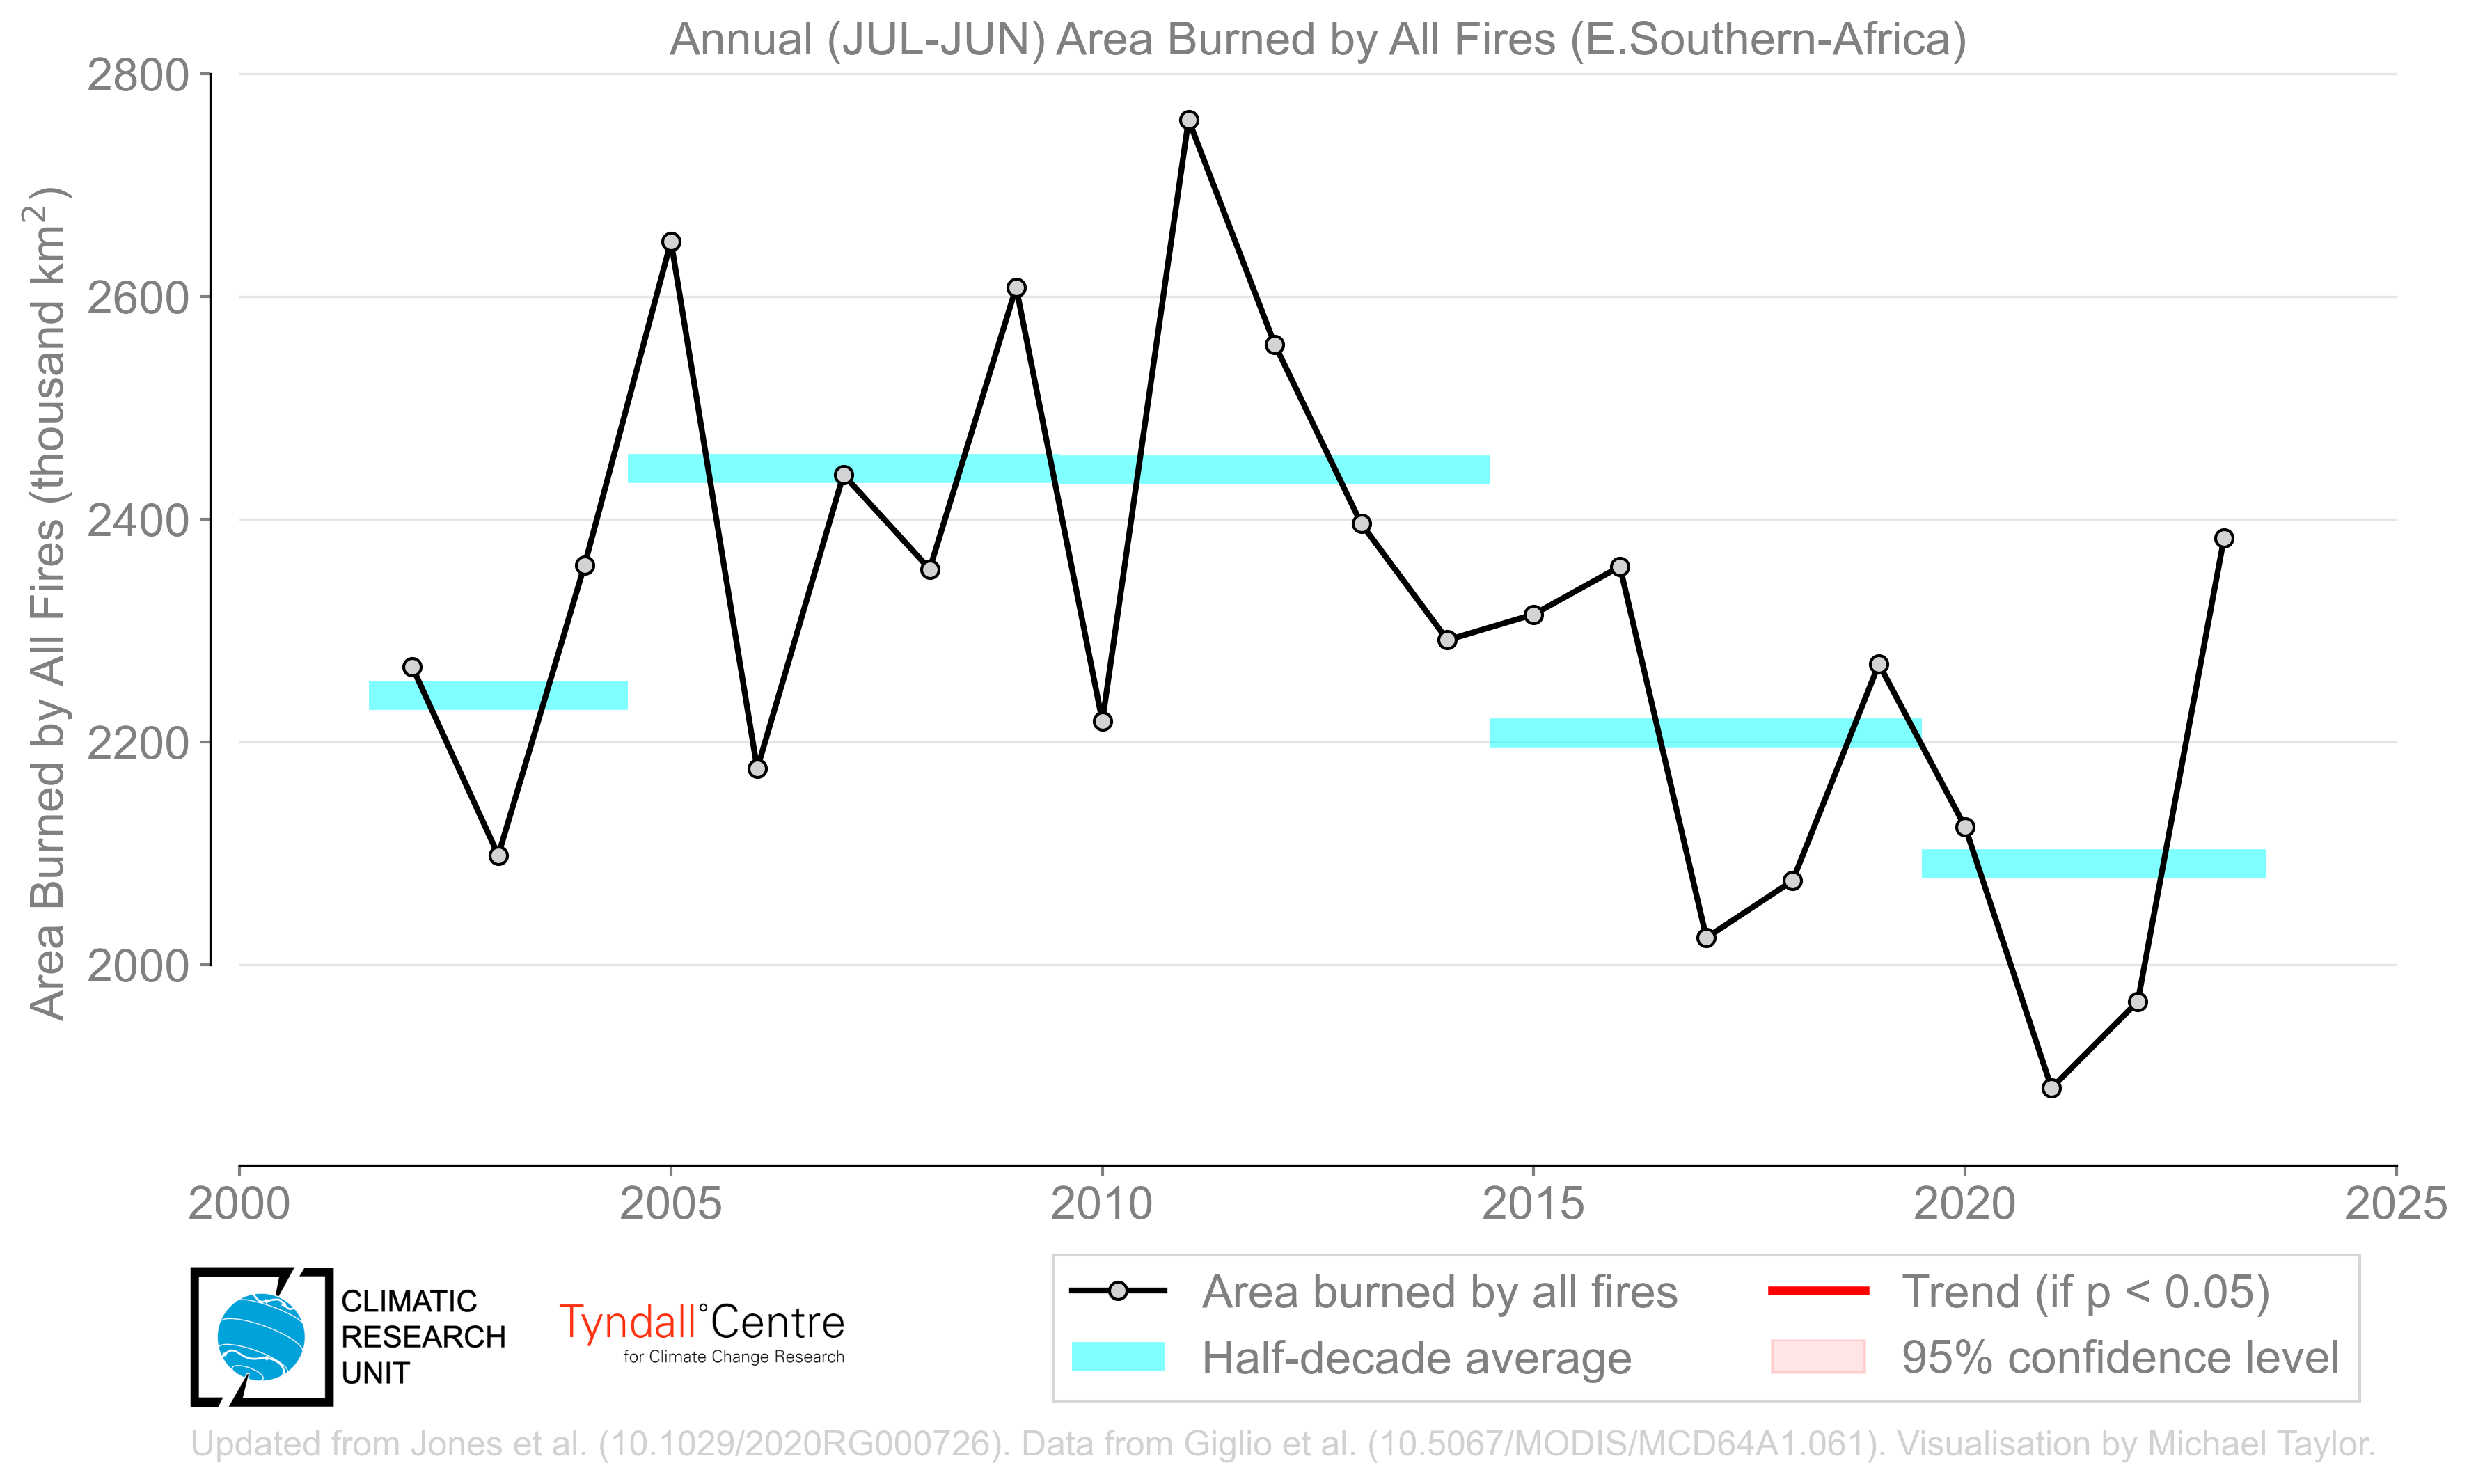 Annual (JUL-JUN) Area Burned by All Fires (E.Southern-Africa)
Area Burned by All Fires (thousand km²)
2800
2600
2400
2200
2000
2000 2005 2010 2015 2020 2025
CLIMATIC
RESEARCH
UNIT
Tyndall°Centre
for Climate Change Research
Area burned by all fires
Half-decade average
Trend (if p < 0.05)
95% confidence level
Updated from Jones et al. (10.1029/2020RG000726). Data from Giglio et al. (10.5067/MODIS/MCD64A1.061). Visualisation by Michael Taylor.